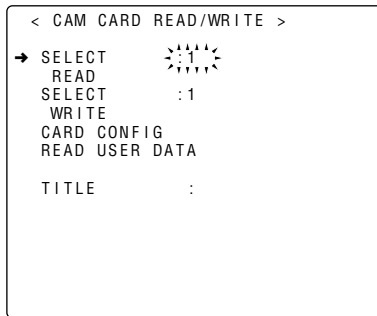 < CAM CARD READ/WRITE >
➔ SELECT :1
READ
SELECT :1
WRITE
CARD CONFIG
READ USER DATA
TITLE :